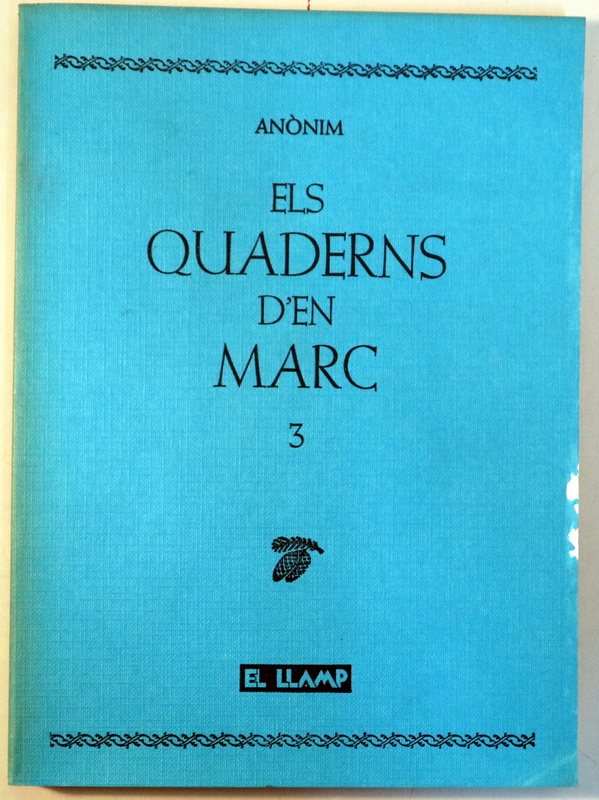 ANÒNIM
ELS
QUADERNS
D'EN
MARC
3
EL LLAMP